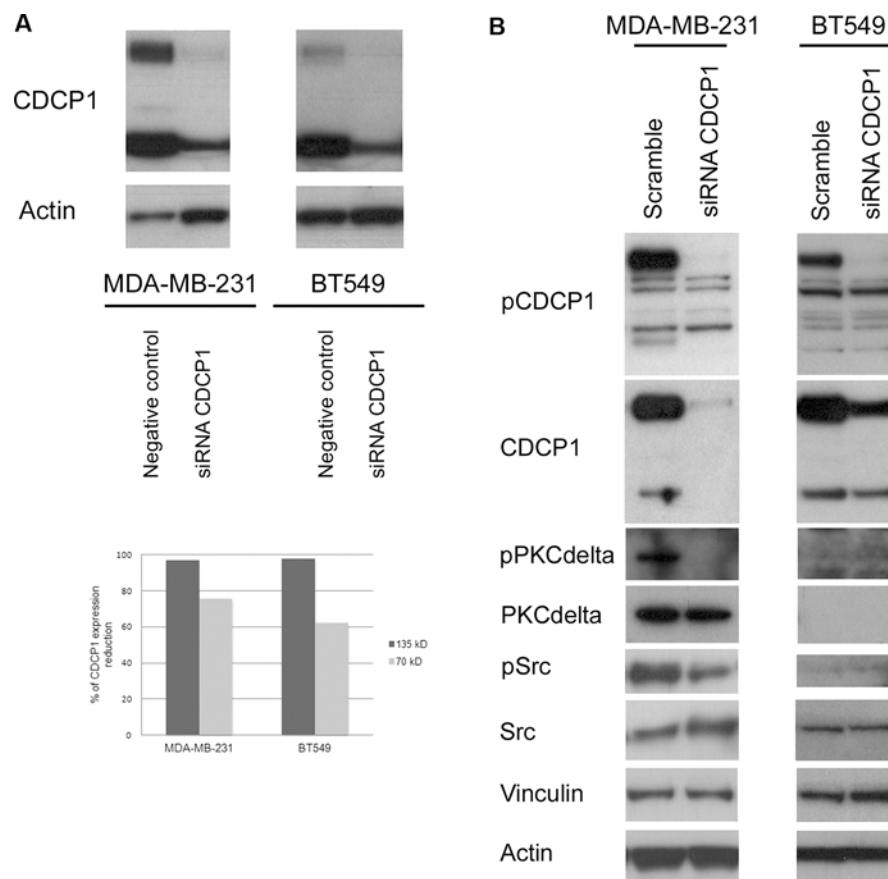 A
CDCP1
Actin
MDA-MB-231 BT549
Negative control
siRNA CDCP1
Negative control
siRNA CDCP1
% of CDCP1 expression
reduction
100
80
60
40
20
0
MDA-MB-231 BT549
135 kD
70 kD
B
MDA-MB-231 BT549
Scramble
siRNA CDCP1
Scramble
siRNA CDCP1
pCDCP1
CDCP1
pPKCdelta
PKCdelta
pSrc
Src
Vinculin
Actin